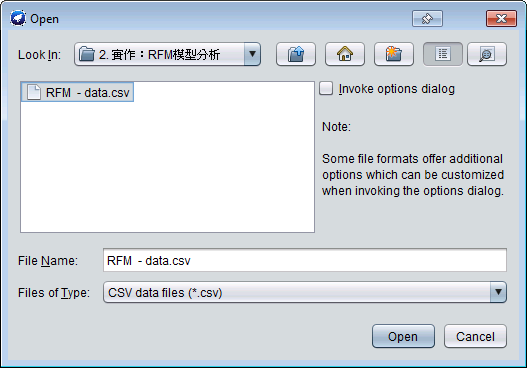 Open
Look In: 2. 實作：RFM模型分析
RFM  - data.csv
Invoke options dialog
Note:
Some file formats offer additional
options which can be customized
when invoking the options dialog.
File Name: RFM  - data.csv
Files of Type: CSV data files (*.csv)
Open Cancel